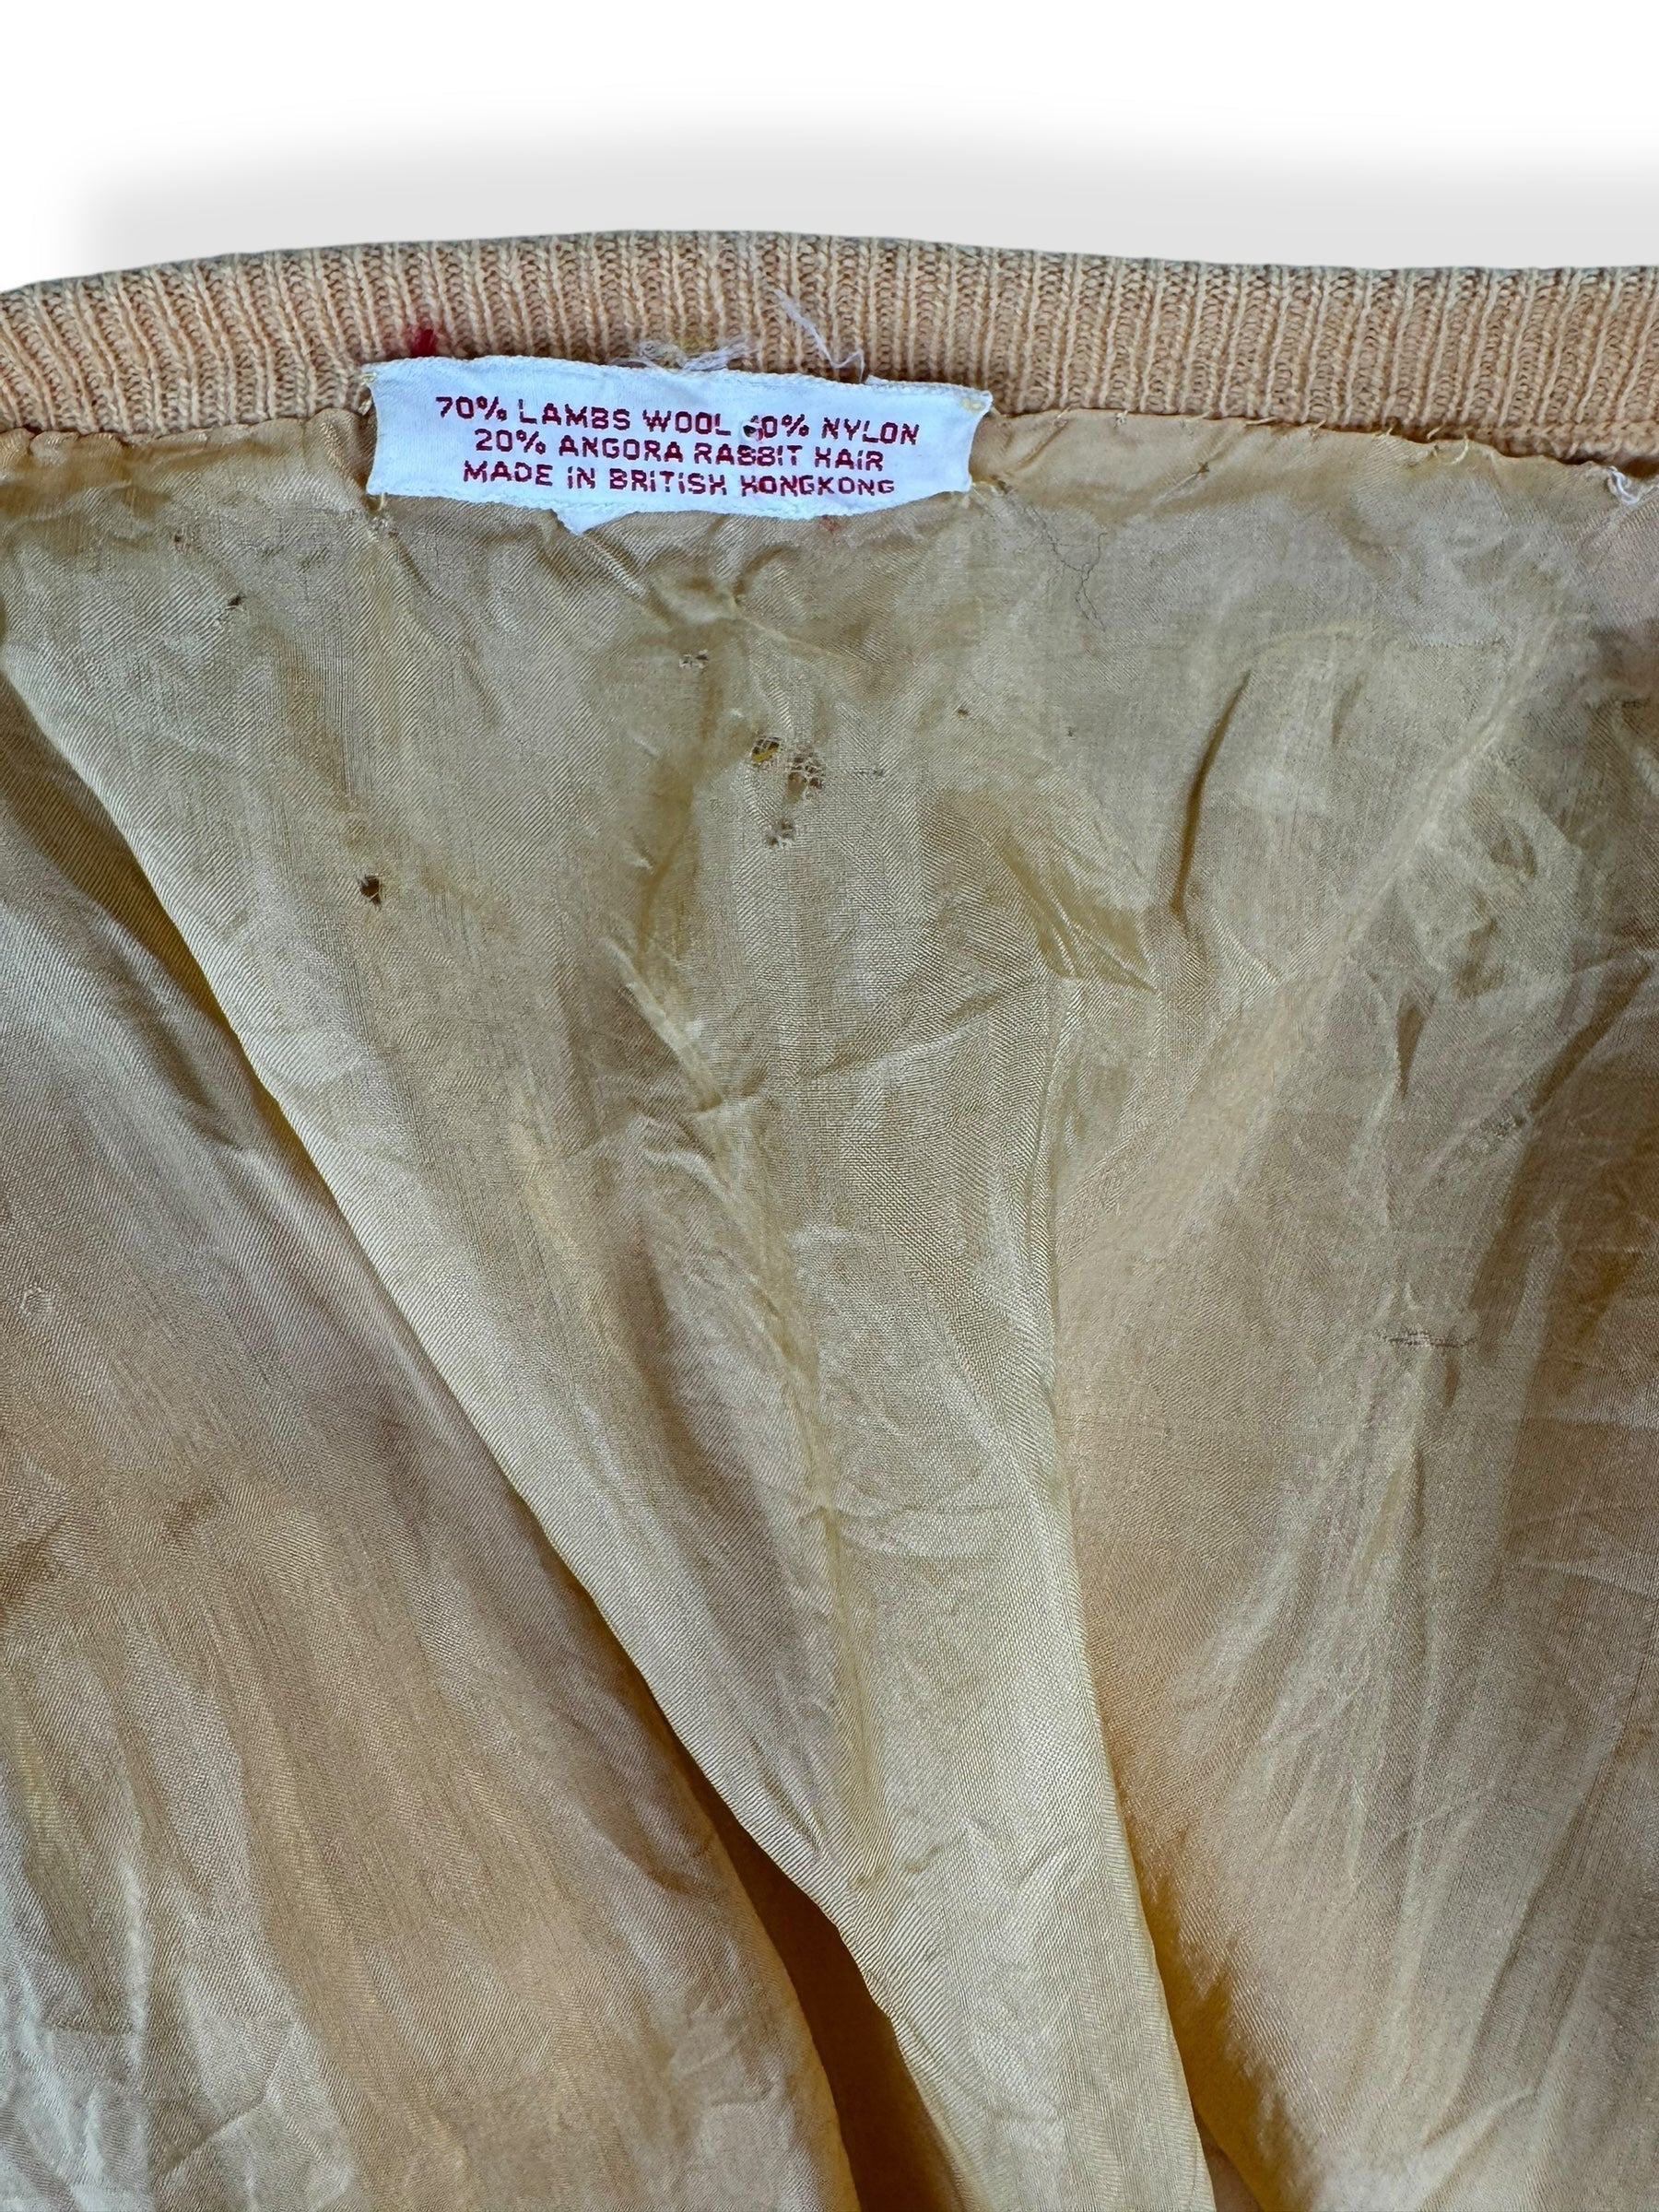 70% LAMBS WOOL 10% NYLON
20% ANGORA RABBIT HAIR
MADE IN BRITISH HONGKONG